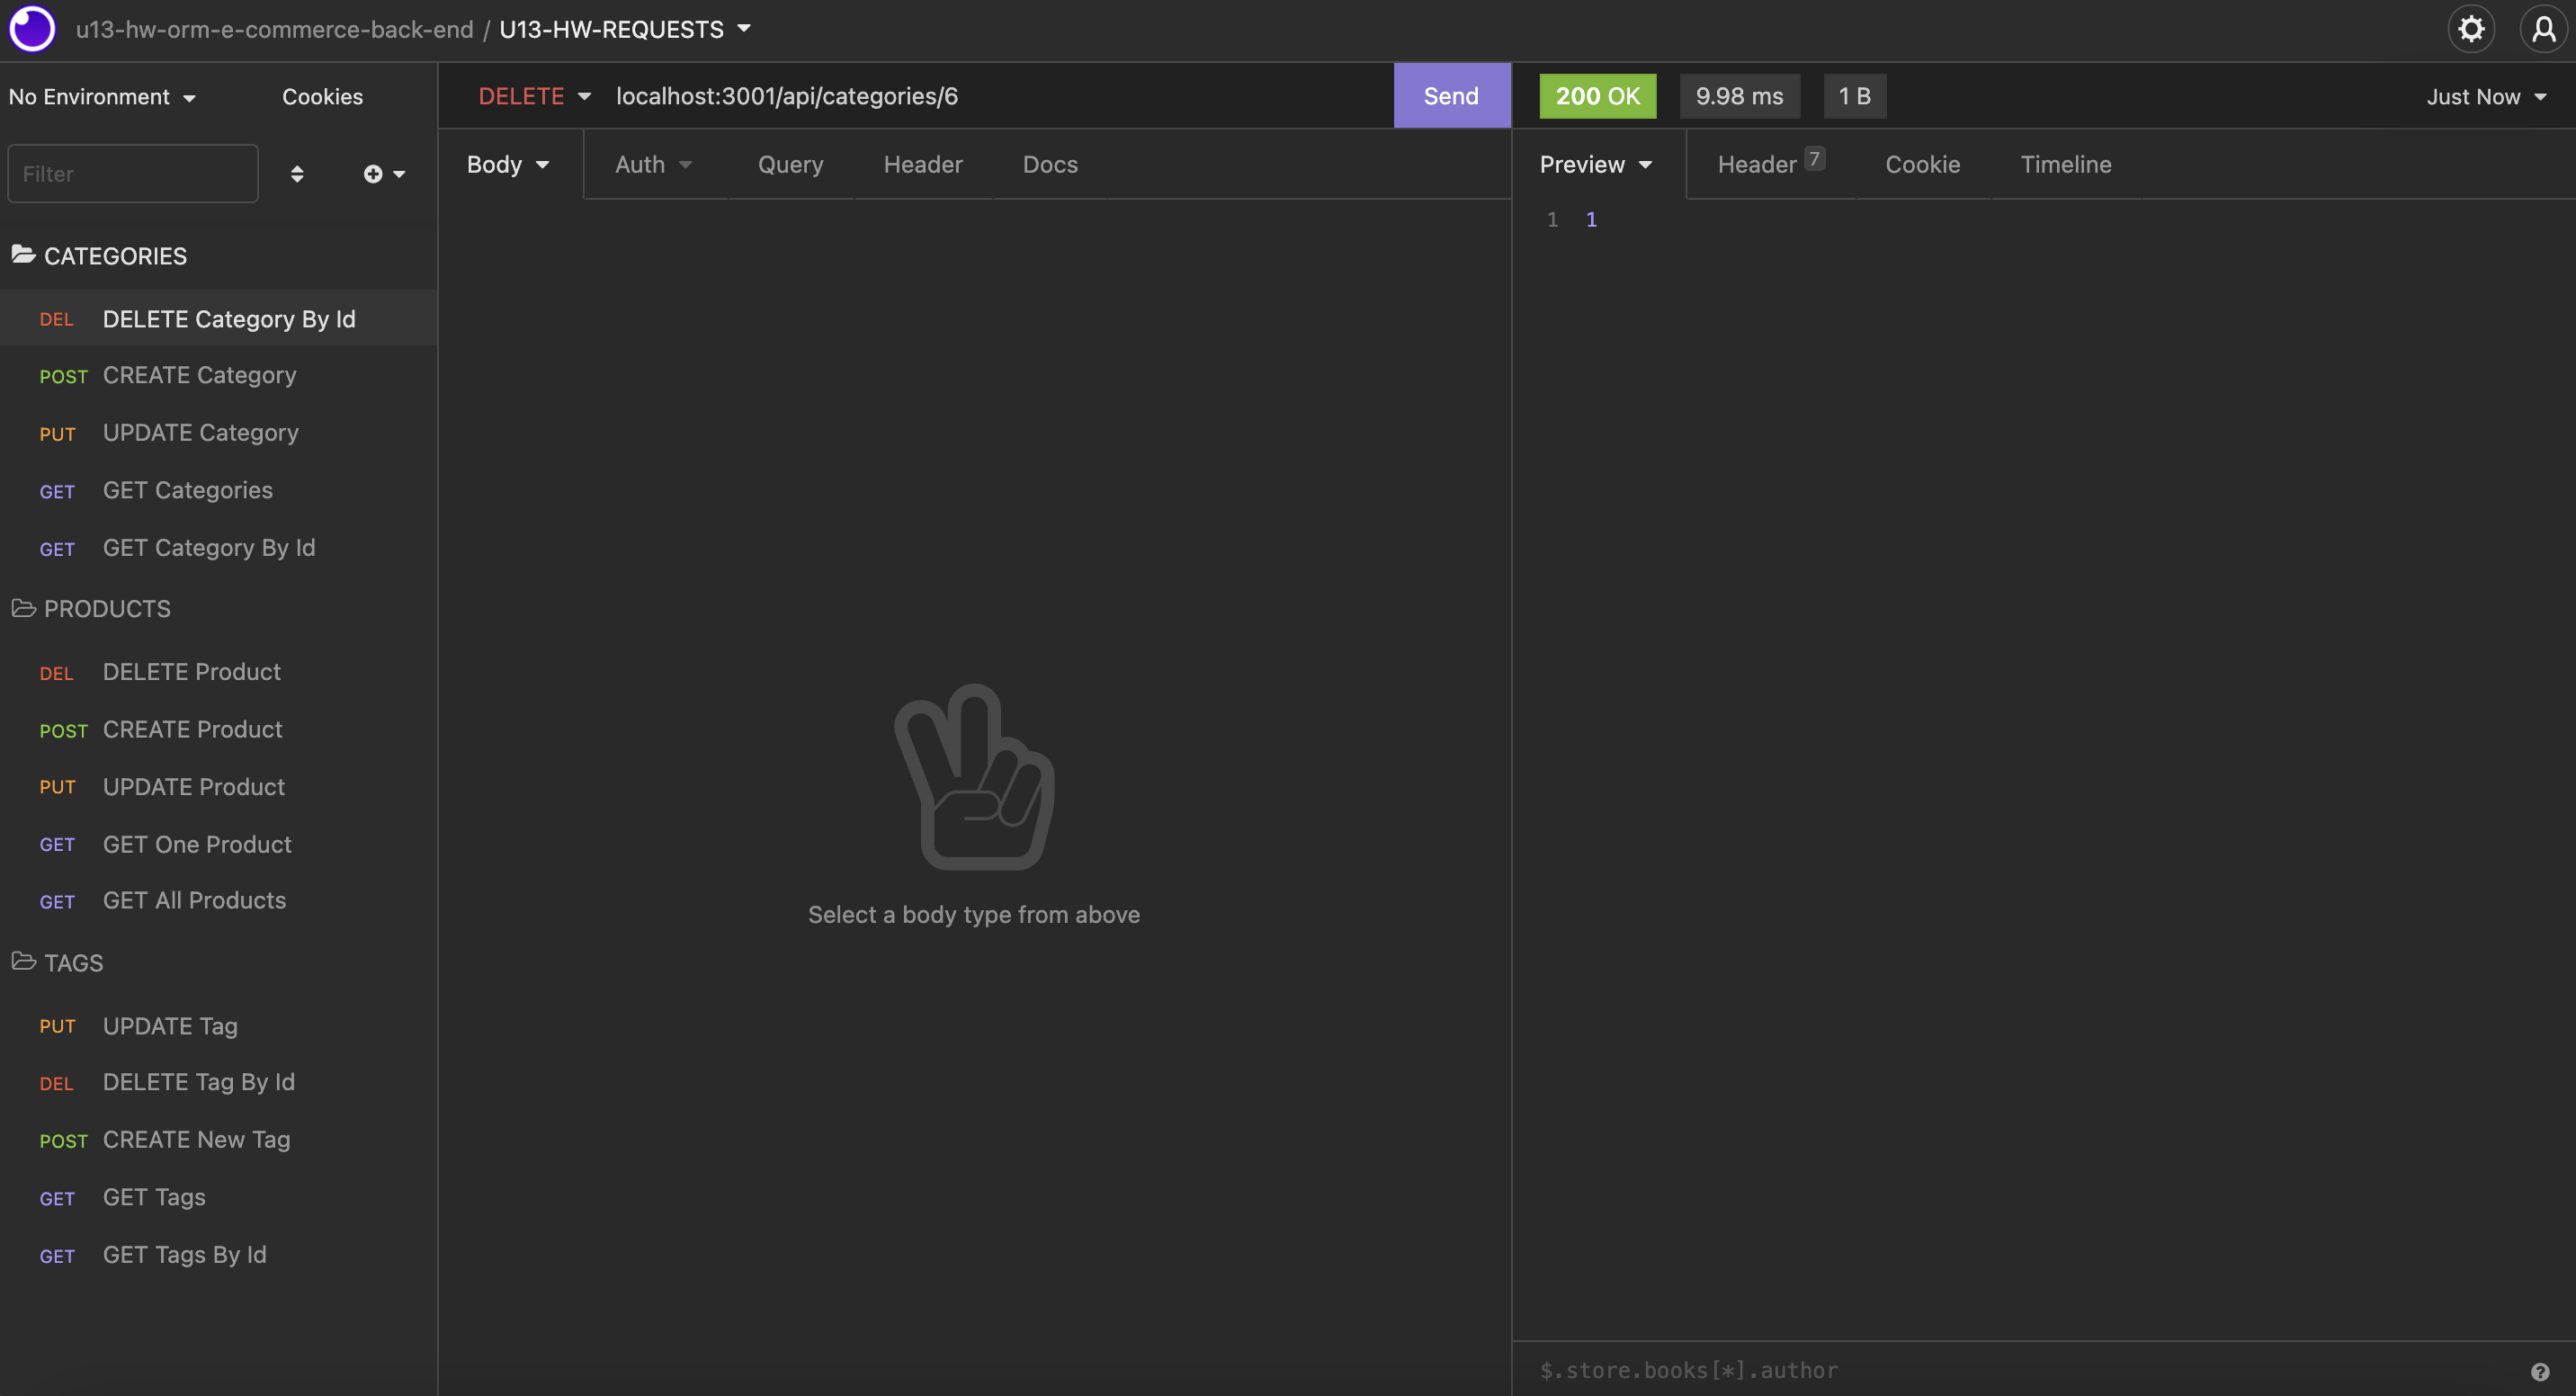 u13-hw-orm-e-commerce-back-end / U13-HW-REQUESTS
No Environment Cookies
DELETE localhost:3001/api/categories/6 Send
200 OK 9.98 ms 1 B Just Now
Filter
Body Auth Query Header Docs
Preview Header 7 Cookie Timeline
1 1
CATEGORIES
DEL DELETE Category By Id
POST CREATE Category
PUT UPDATE Category
GET GET Categories
GET GET Category By Id
PRODUCTS
DEL DELETE Product
POST CREATE Product
PUT UPDATE Product
GET GET One Product
GET GET All Products
TAGS
PUT UPDATE Tag
DEL DELETE Tag By Id
POST CREATE New Tag
GET GET Tags
GET GET Tags By Id
Select a body type from above
$.store.books[*].author ?